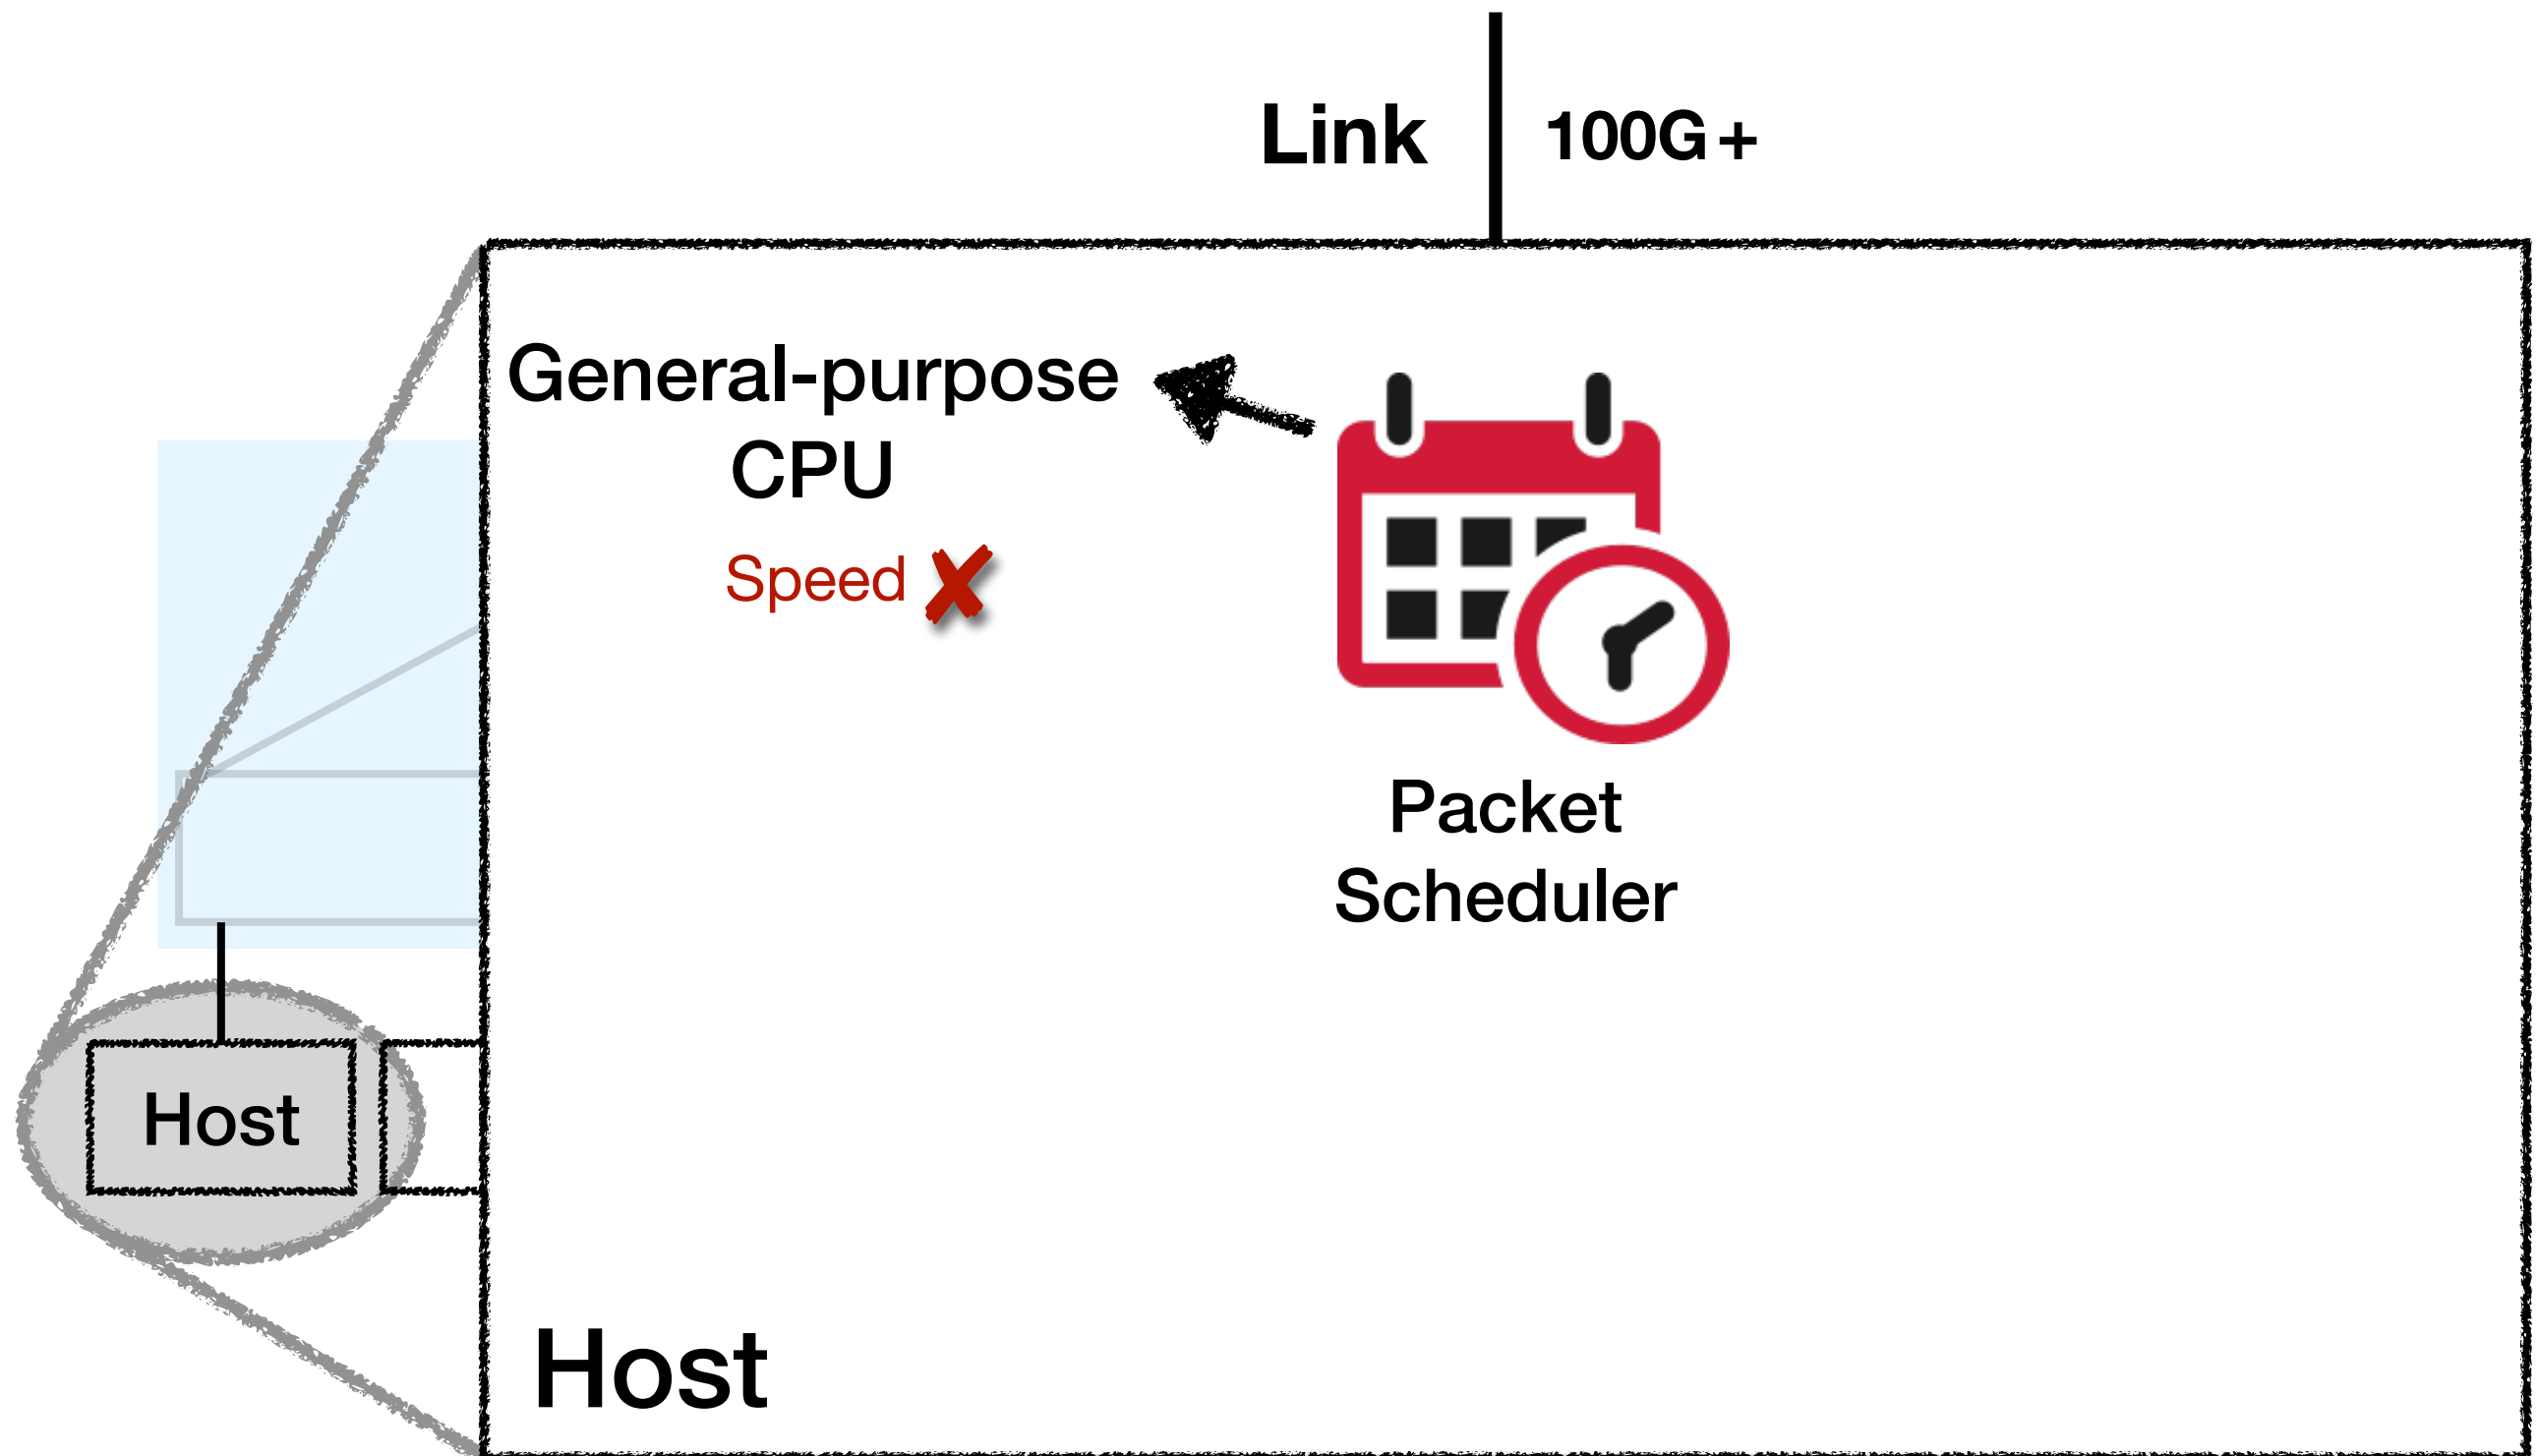 Link
100G +
General-purpose
CPU
Speed ✘
Packet
Scheduler
Host
Host